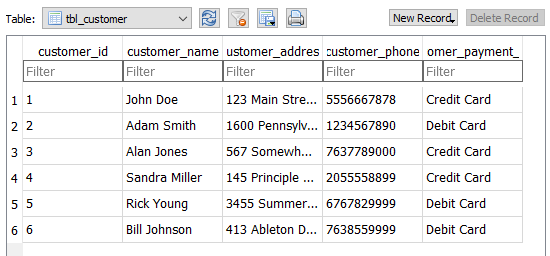 Table: tbl_customer New Record Delete Record
customer_id customer_name ustomer_addres customer_phone omer_payment_
Filter Filter Filter Filter Filter
1 1 John Doe 123 Main Stre... 5556667878 Credit Card
2 2 Adam Smith 1600 Pennsylv... 1234567890 Debit Card
3 3 Alan Jones 567 Somewh... 7637789000 Credit Card
4 4 Sandra Miller 145 Principle ... 2055558899 Credit Card
5 5 Rick Young 3455 Summer... 6767829999 Debit Card
6 6 Bill Johnson 413 Ableton D... 7638559999 Debit Card